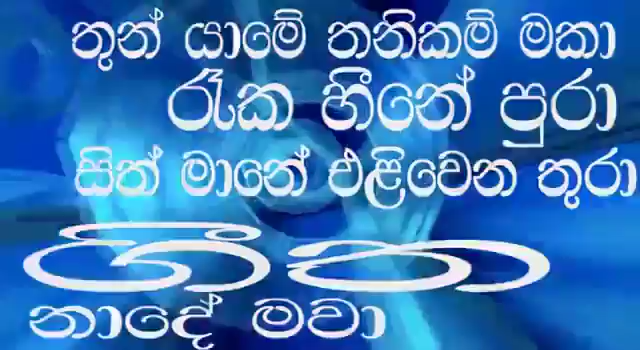 තුන් යාමේ තනිකම් මකා
රැක හීනේ පුරා
සිත් මානේ එළිවෙන තුරා
ගීත
නාදේ මවා